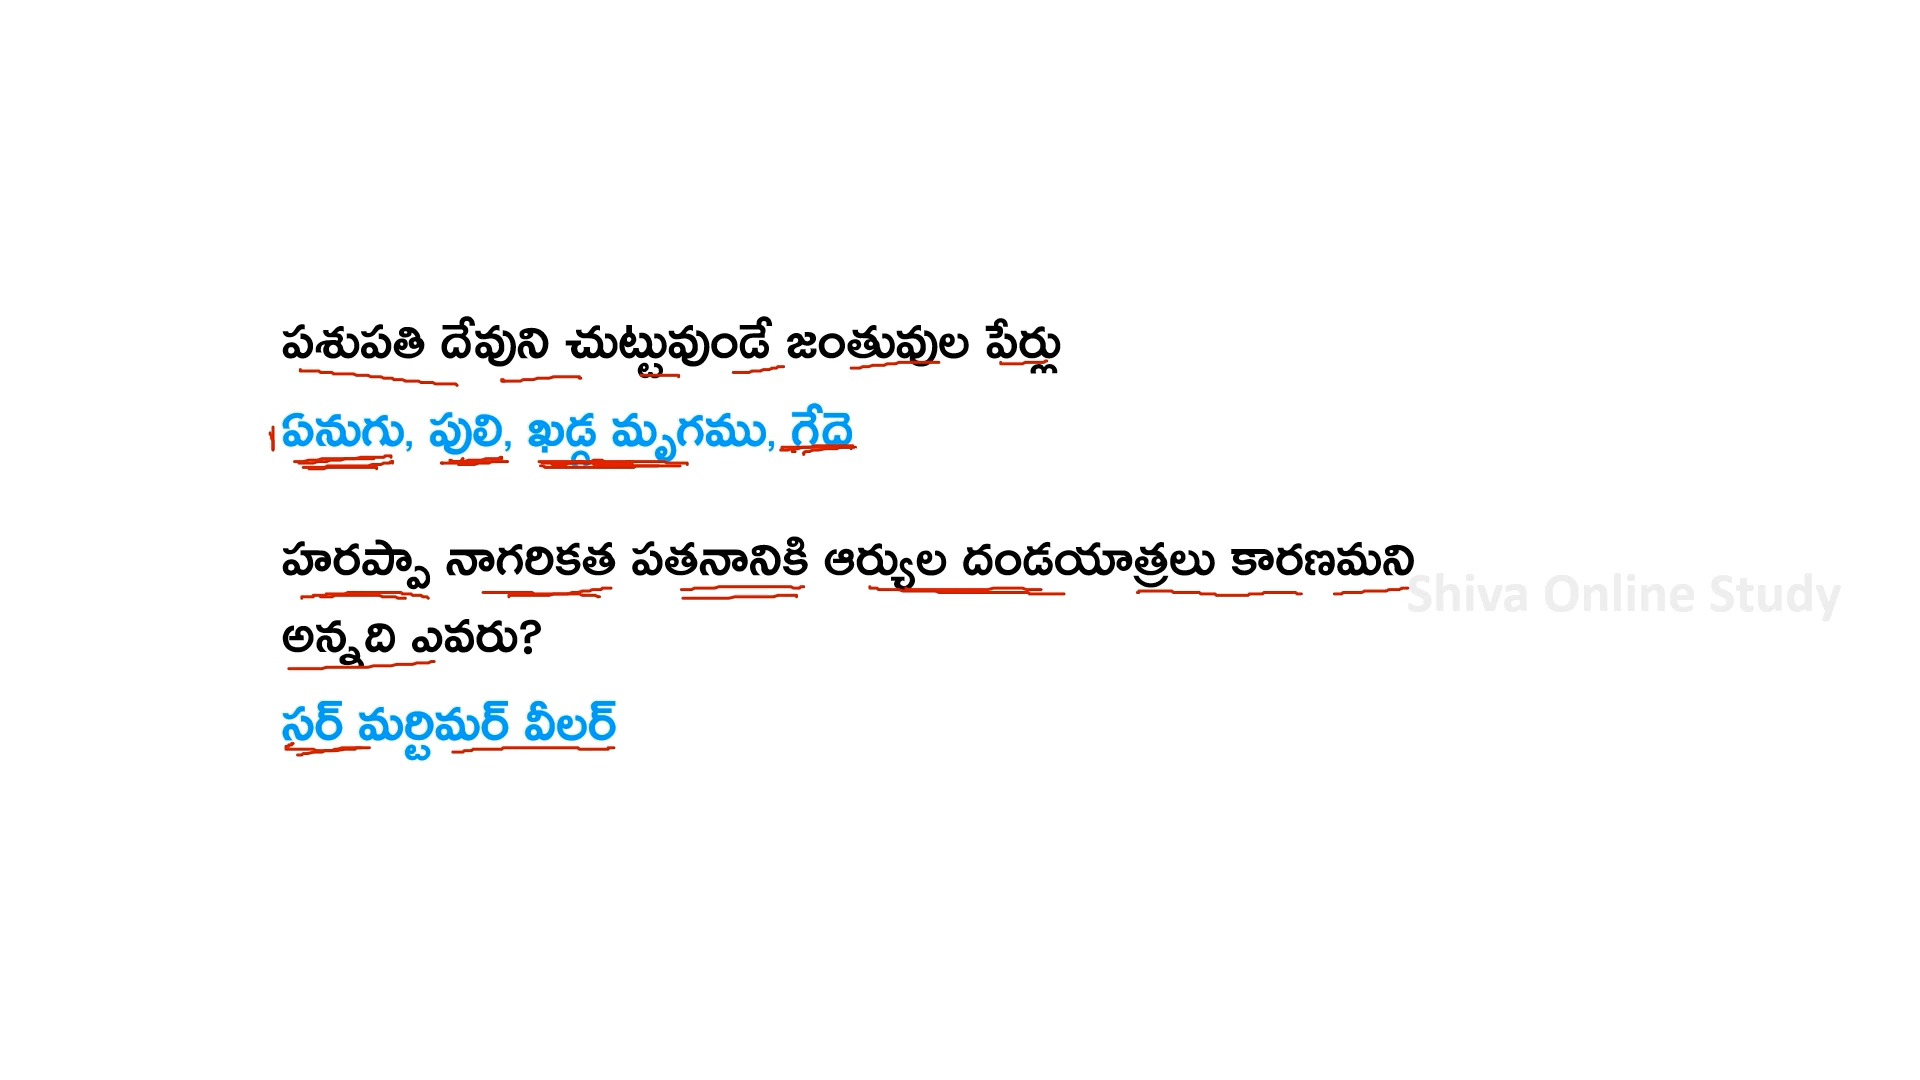 పశుపతి దేవుని చుట్టువుండే జంతువుల పేర్లు
ఏనుగు, పులి, ఖడ్గ మృగము, గేదె
హరప్పా నాగరికత పతనానికి ఆర్యుల దండయాత్రలు కారణమని
Shiva Online Study
అన్నది ఎవరు?
సర్ మర్టిమర్ వీలర్